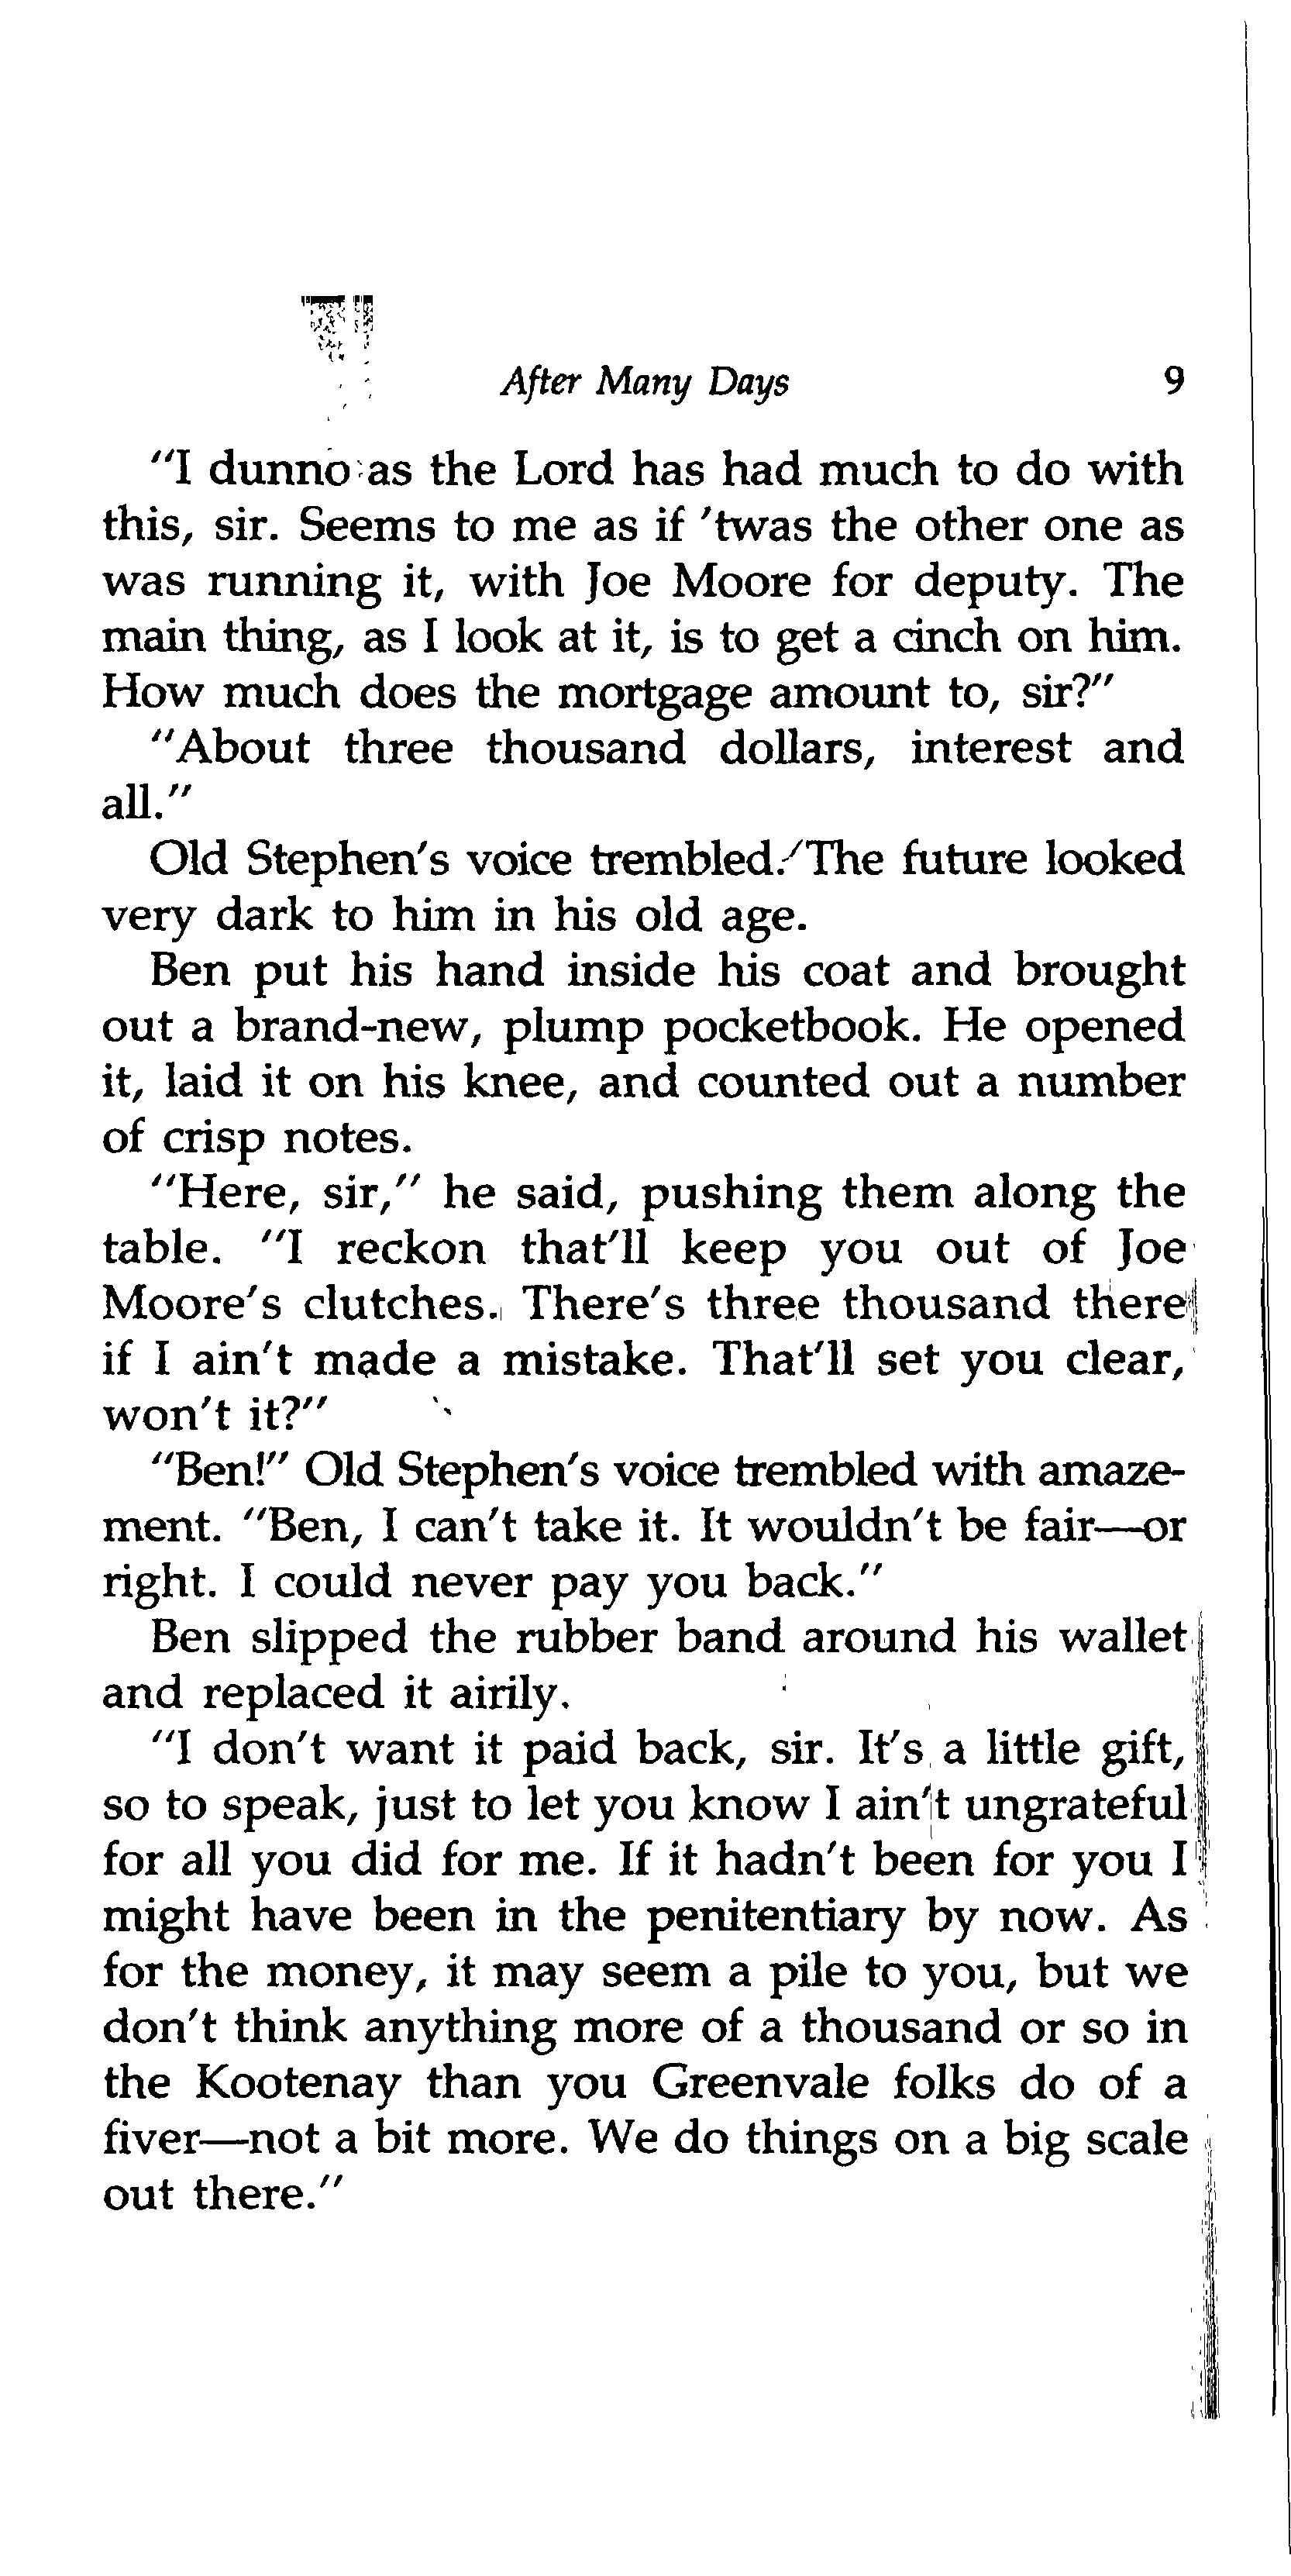 After Many Days 9
"I dunno as the Lord has had much to do with
this, sir. Seems to me as if 'twas the other one as
was running it, with Joe Moore for deputy. The
main thing, as I look at it, is to get a cinch on him.
How much does the mortgage amount to, sir?"
"About three thousand dollars, interest and
all."
Old Stephen's voice trembled. The future looked
very dark to him in his old age.
Ben put his hand inside his coat and brought
out a brand-new, plump pocketbook. He opened
it, laid it on his knee, and counted out a number
of crisp notes.
"Here, sir," he said, pushing them along the
table. "I reckon that'll keep you out of Joe
Moore's clutches. There's three thousand there
if I ain't made a mistake. That'll set you clear,
won't it?"
"Ben!" Old Stephen's voice trembled with amaze-
ment. "Ben, I can't take it. It wouldn't be fair—or
right. I could never pay you back."
Ben slipped the rubber band around his wallet
and replaced it airily.
"I don't want it paid back, sir. It's a little gift,
so to speak, just to let you know I ain't ungrateful
for all you did for me. If it hadn't been for you I
might have been in the penitentiary by now. As
for the money, it may seem a pile to you, but we
don't think anything more of a thousand or so in
the Kootenay than you Greenvale folks do of a
fiver—not a bit more. We do things on a big scale
out there."